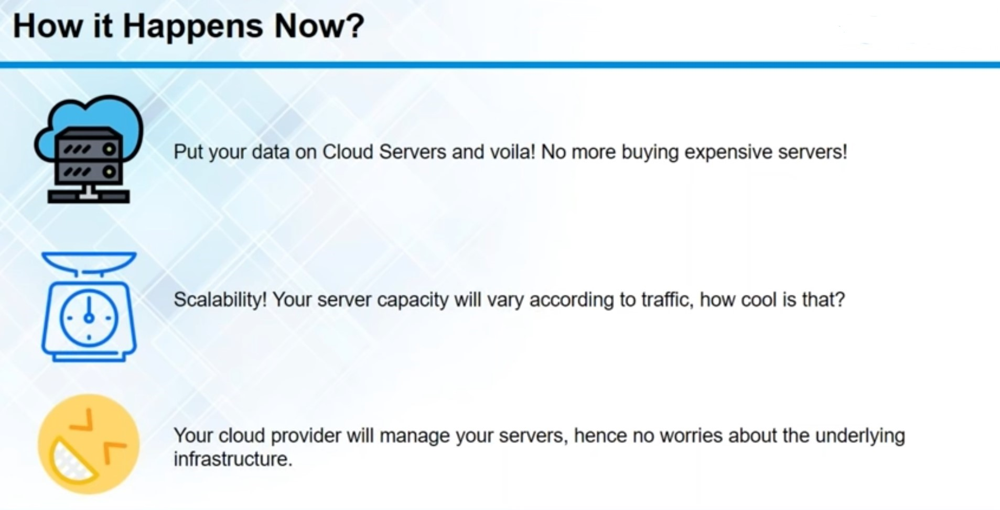 How it Happens Now?
Put your data on Cloud Servers and voila! No more buying expensive servers!
Scalability! Your server capacity will vary according to traffic, how cool is that?
Your cloud provider will manage your servers, hence no worries about the underlying
infrastructure.